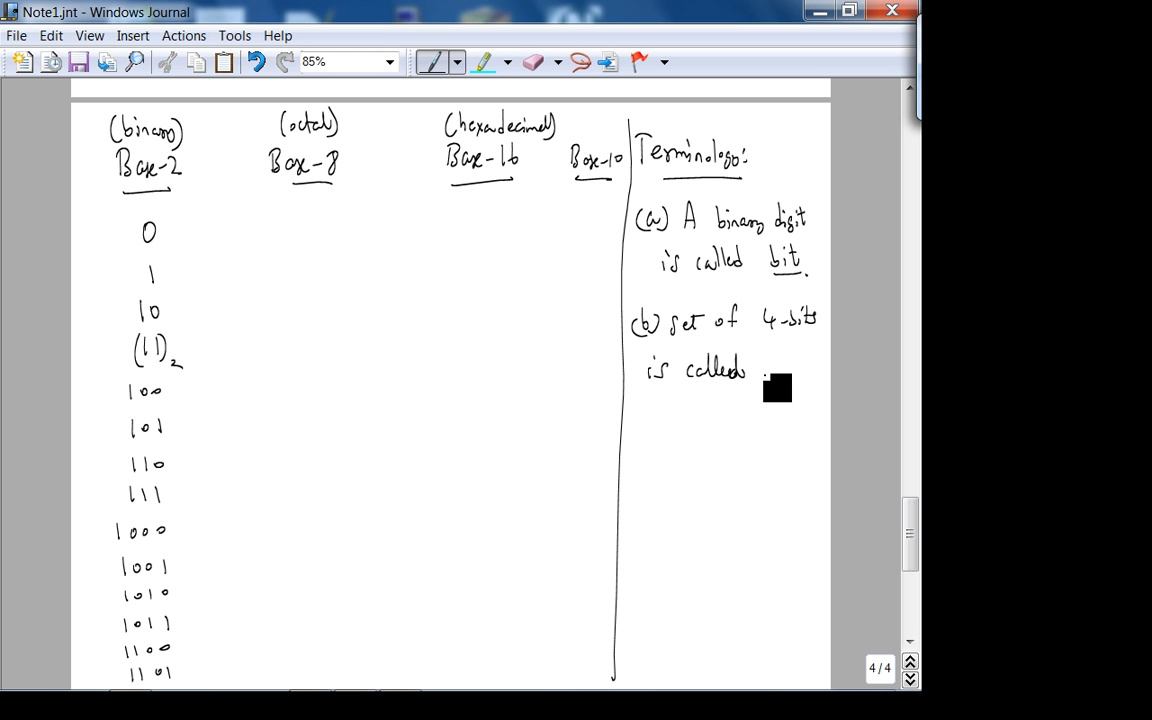 Note1.jnt - Windows Journal
File Edit View Insert Actions Tools Help
85%
(binary) (octal) (hexadecimal)
Base-2 Base-8 Base-16 Base-10
0
1
10
(11)2
100
101
110
111
1000
1001
1010
1011
1100
1101
Terminology:
(a) A binary digit
is called bit.
(b) set of 4-bits
is called
4/4